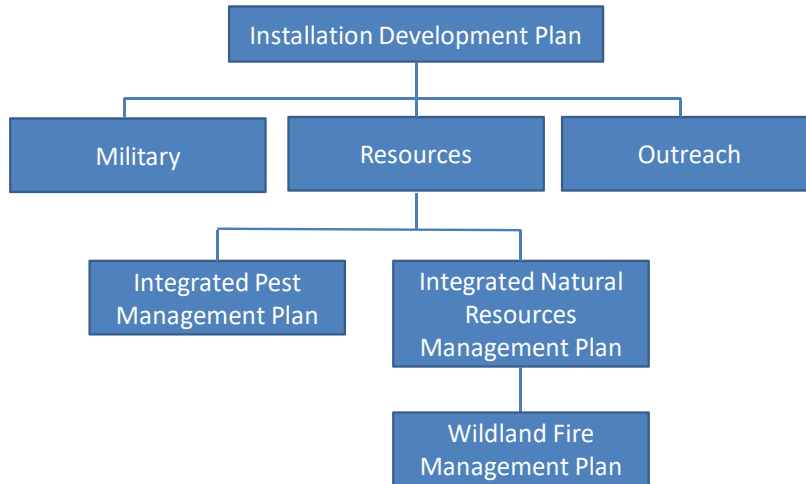 Installation Development Plan
Military
Resources
Outreach
Integrated Pest
Management Plan
Integrated Natural
Resources
Management Plan
Wildland Fire
Management Plan